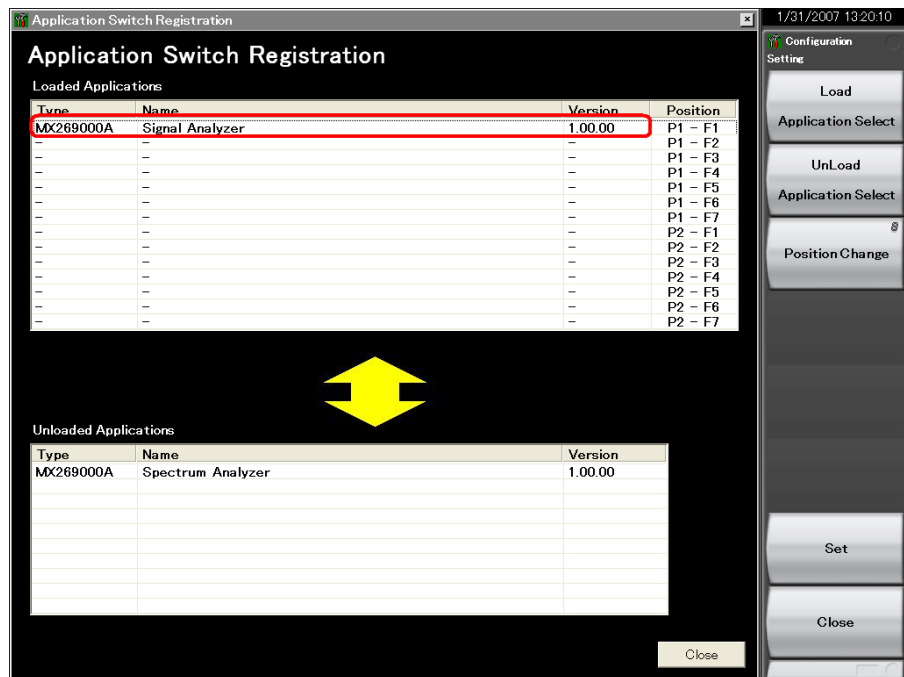 Application Switch Registration
1/31/2007 13:20:10
Application Switch Registration
Loaded Applications
Type Name Version Position
MX269000A Signal Analyzer 1.00.00 P1 - F1
- - - P1 - F2
- - - P1 - F3
- - - P1 - F4
- - - P1 - F5
- - - P1 - F6
- - - P1 - F7
- - - P2 - F1
- - - P2 - F2
- - - P2 - F3
- - - P2 - F4
- - - P2 - F5
- - - P2 - F6
- - - P2 - F7
Unloaded Applications
Type Name Version
MX269000A Spectrum Analyzer 1.00.00
Close
Configuration
Setting
Load
Application Select
UnLoad
Application Select
Position Change
Set
Close